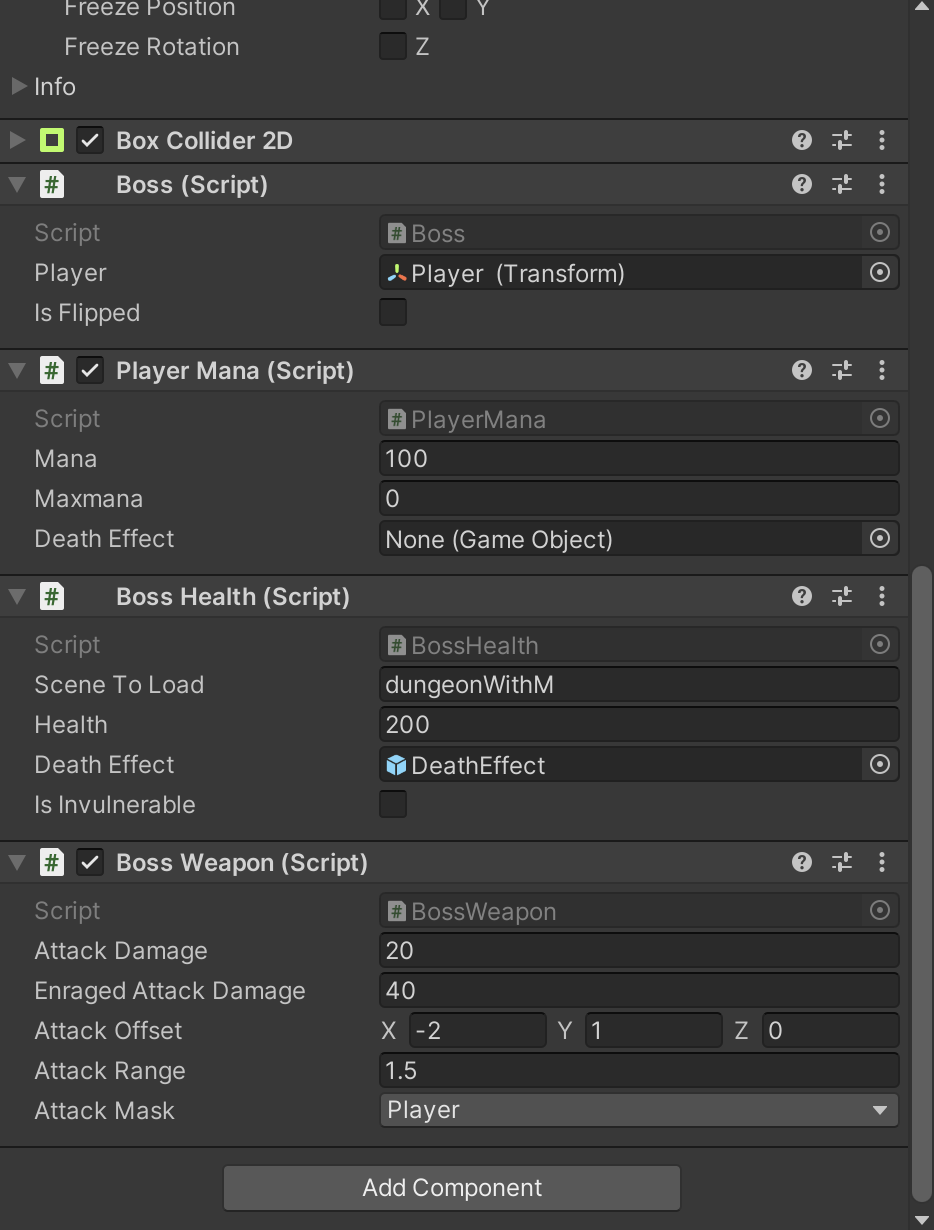 Freeze Position X Y
Freeze Rotation Z
Info
Box Collider 2D
# Boss (Script)
Script # Boss
Player Player (Transform)
Is Flipped
# Player Mana (Script)
Script # PlayerMana
Mana 100
Maxmana 0
Death Effect None (Game Object)
# Boss Health (Script)
Script # BossHealth
Scene To Load dungeonWithM
Health 200
Death Effect DeathEffect
Is Invulnerable
# Boss Weapon (Script)
Script # BossWeapon
Attack Damage 20
Enraged Attack Damage 40
Attack Offset X -2 Y 1 Z 0
Attack Range 1.5
Attack Mask Player
Add Component